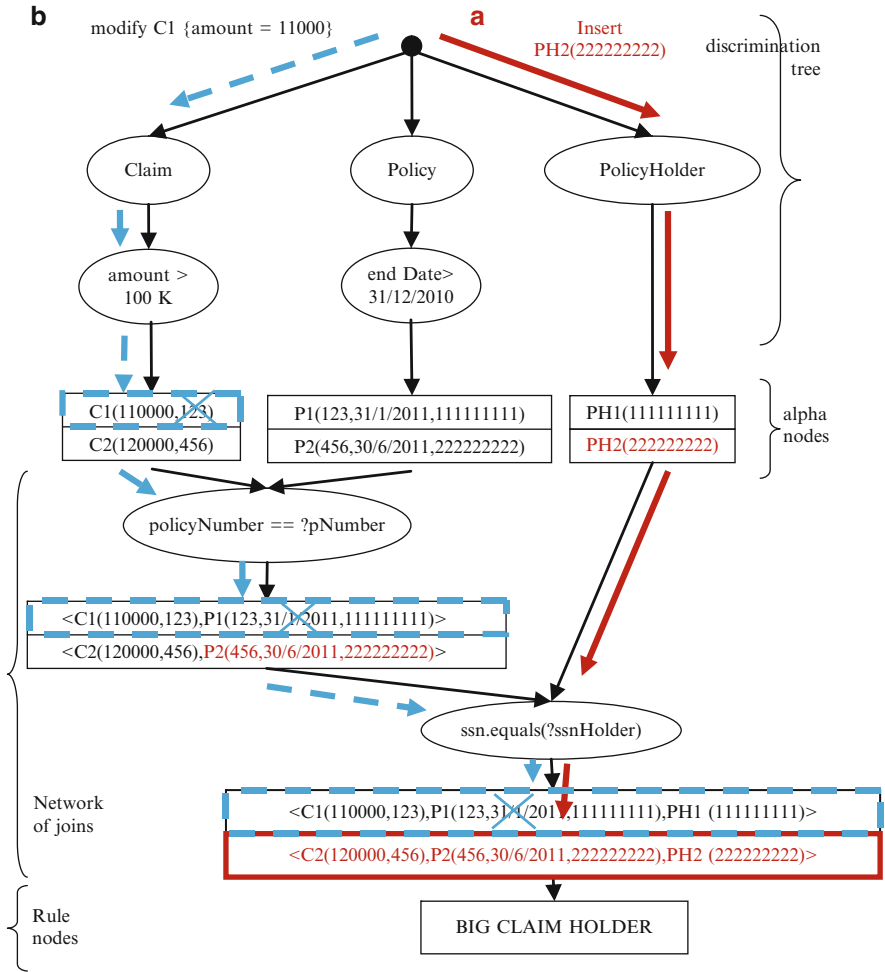 b
modify C1 {amount = 11000}
a
Insert
PH2(222222222)
discrimination
tree
Claim
Policy
PolicyHolder
amount >
100 K
end Date>
31/12/2010
C1(110000,123)
C2(120000,456)
P1(123,31/1/2011,111111111)
P2(456,30/6/2011,222222222)
PH1(111111111)
PH2(222222222)
alpha
nodes
policyNumber == ?pNumber
<C1(110000,123),P1(123,31/1/2011,111111111)>
<C2(120000,456),P2(456,30/6/2011,222222222)>
ssn.equals(?ssnHolder)
Network
of joins
<C1(110000,123),P1(123,31/1/2011,111111111),PH1 (111111111)>
<C2(120000,456),P2(456,30/6/2011,222222222),PH2 (222222222)>
Rule
nodes
BIG CLAIM HOLDER